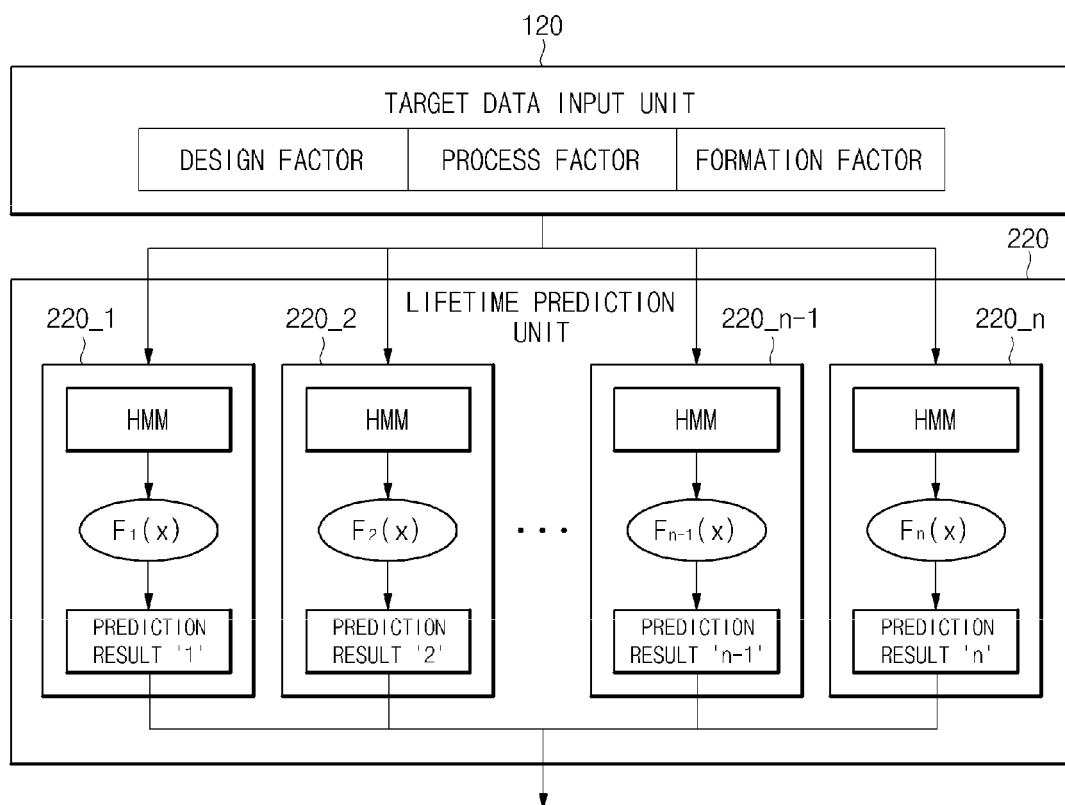 120
TARGET DATA INPUT UNIT
DESIGN FACTOR
PROCESS FACTOR
FORMATION FACTOR
220
LIFETIME PREDICTION
UNIT
220_1
220_2
220_n-1
220_n
HMM
HMM
HMM
HMM
F₁(x)
F₂(x)
...
Fₙ₋₁(x)
Fₙ(x)
PREDICTION
RESULT '1'
PREDICTION
RESULT '2'
PREDICTION
RESULT 'n-1'
PREDICTION
RESULT 'n'